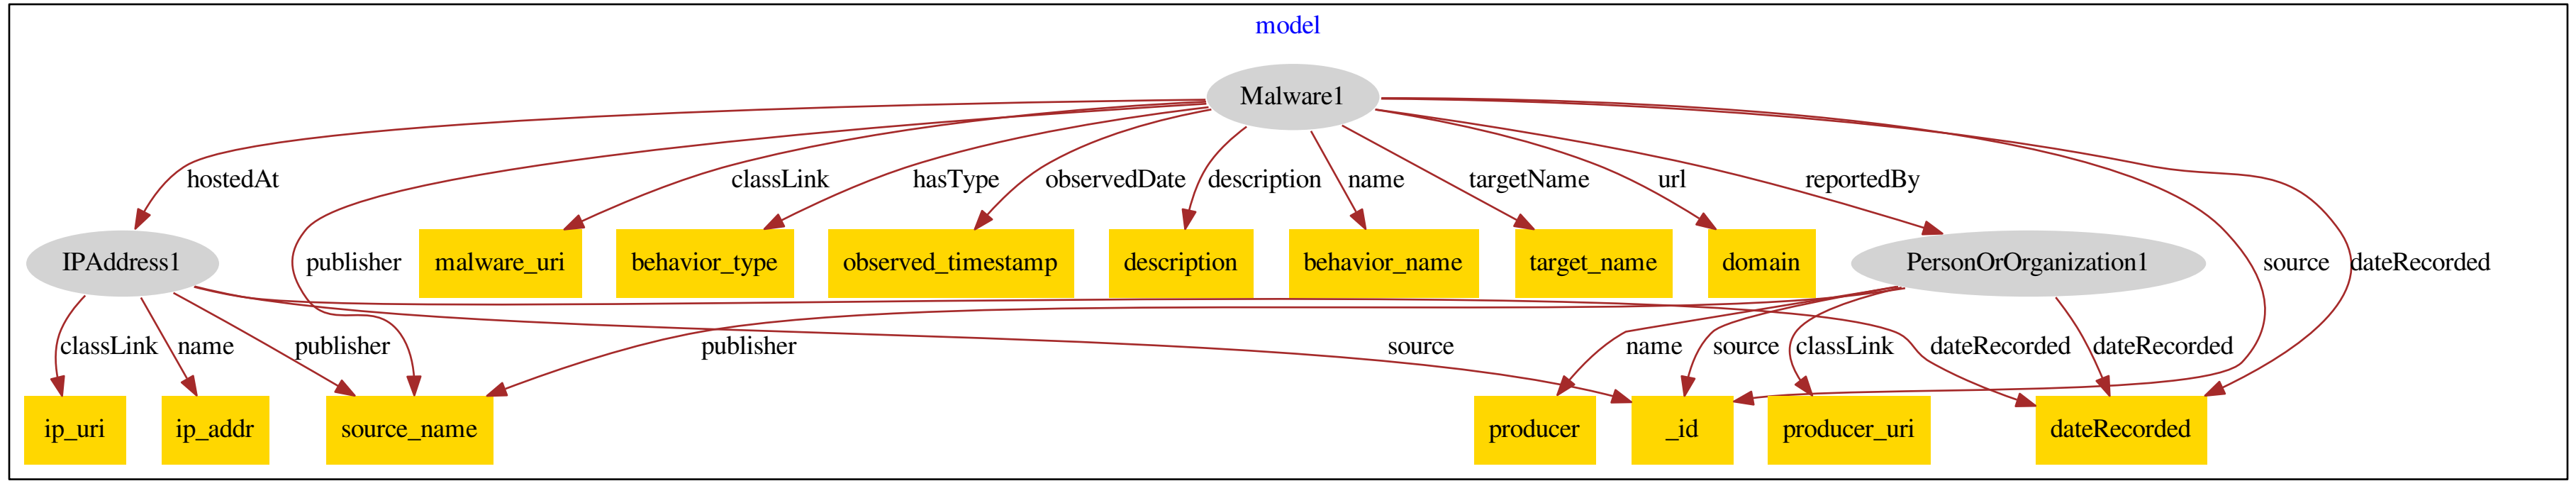 model
Malware1
hostedAt
classLink
hasType
observedDate
description
name
targetName
url
reportedBy
IPAddress1
publisher
malware_uri
behavior_type
observed_timestamp
description
behavior_name
target_name
domain
PersonOrOrganization1
source
dateRecorded
classLink
name
publisher
publisher
source
name
source
classLink
dateRecorded
dateRecorded
ip_uri
ip_addr
source_name
producer
_id
producer_uri
dateRecorded